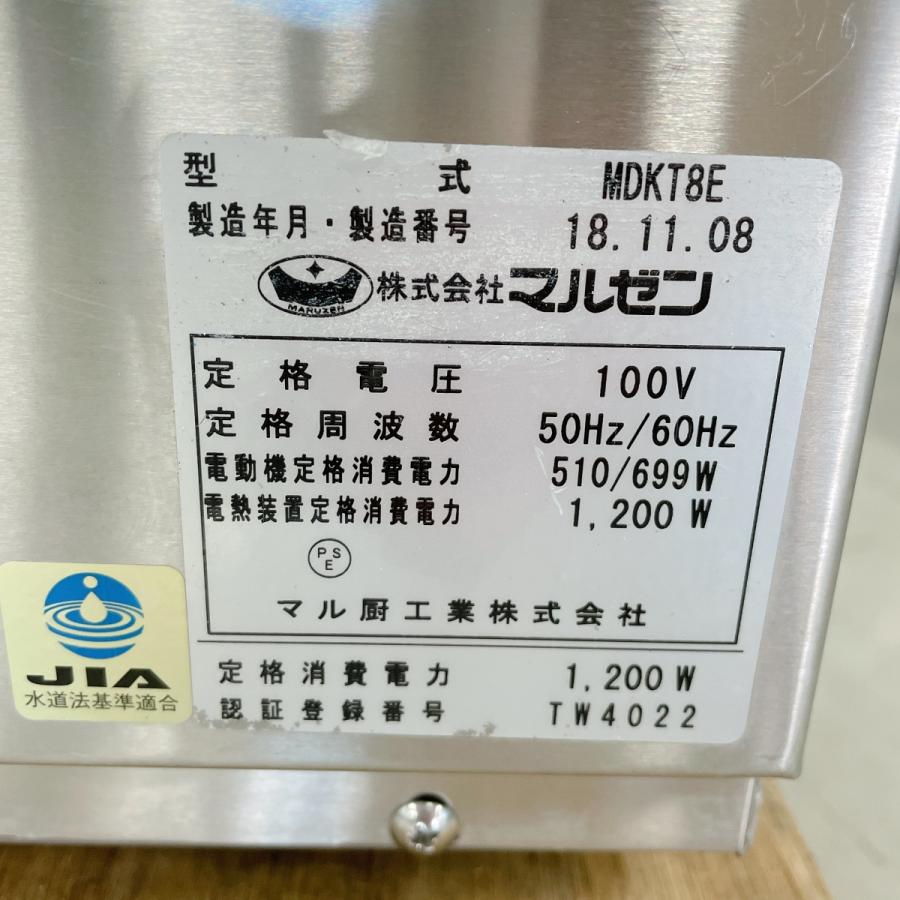 型式 MDKT8E
製造年月・製造番号 18.11.08
MARUZEN 株式会社マルゼン
定格電圧 100V
定格周波数 50Hz/60Hz
電動機定格消費電力 510/699W
電熱装置定格消費電力 1,200W
PSE
マル厨工業株式会社
定格消費電力 1,200W
認証登録番号 TW4022
JIA
水道法基準適合